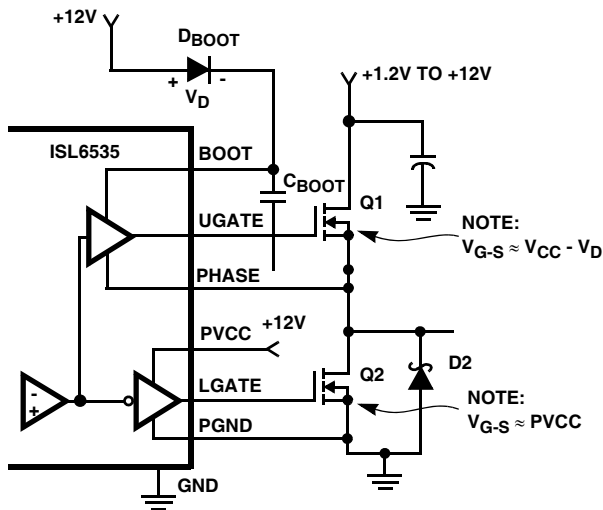 +12V
DBOOT
+ -
VD
+1.2V TO +12V
ISL6535
BOOT
CBOOT
Q1
UGATE
NOTE:
VG-S ≈ VCC - VD
PHASE
+12V
PVCC
Q2
D2
LGATE
NOTE:
VG-S ≈ PVCC
- +
PGND
GND